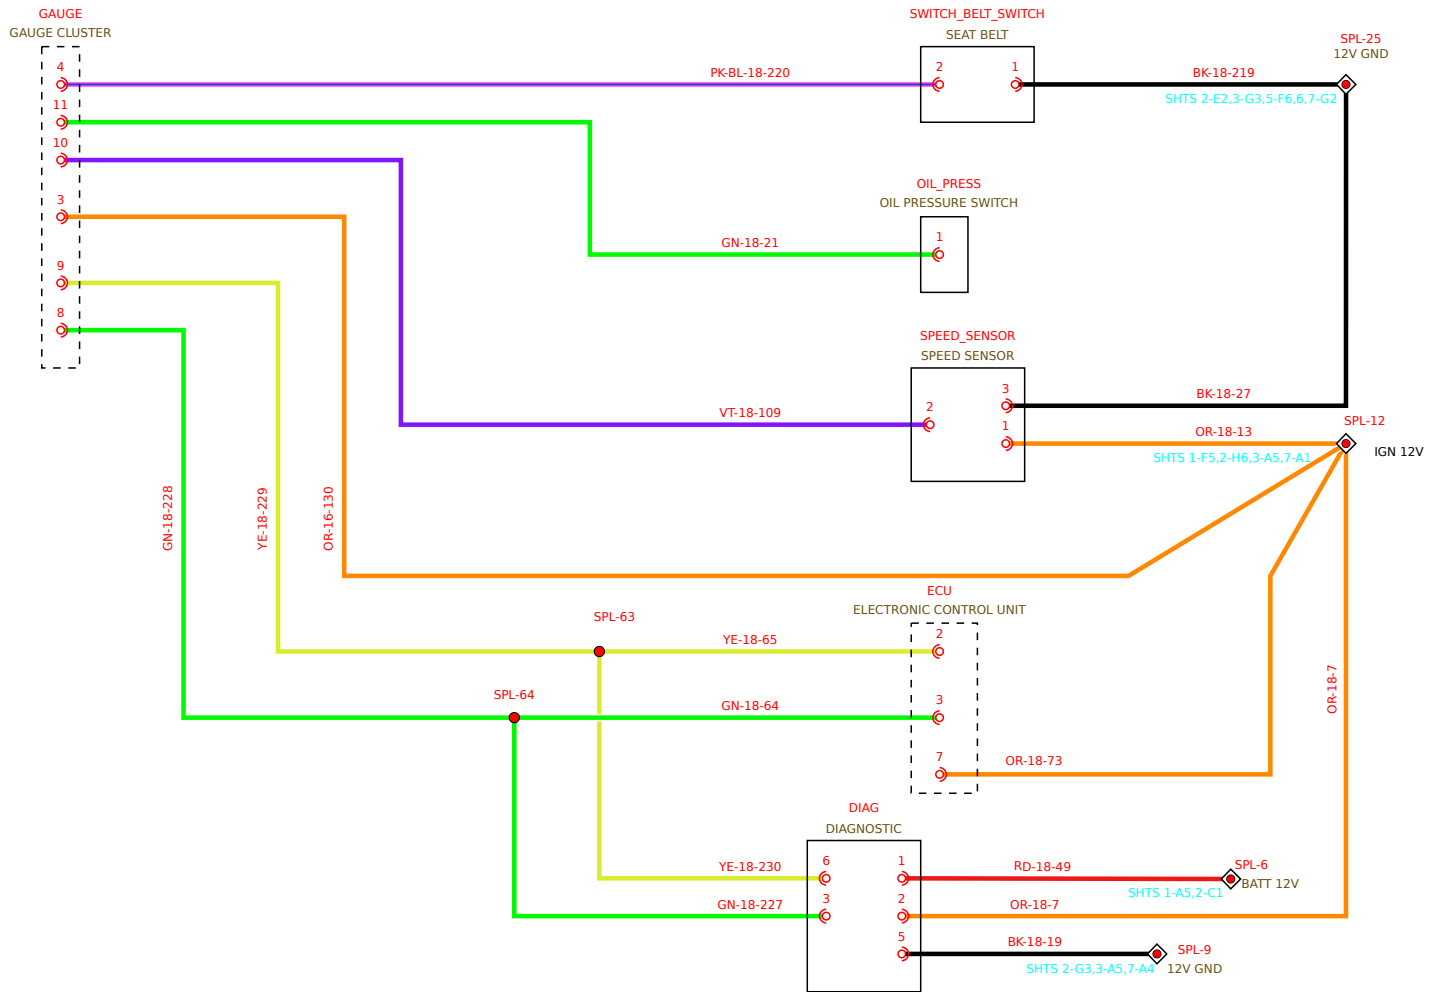 GAUGE
GAUGE CLUSTER
SWITCH_BELT_SWITCH
SEAT BELT
SPL-25
12V GND
4
PK-BL-18-220
2
1
BK-18-219
SHTS 2-E2,3-G3,5-F6,6,7-G2
11
10
OIL_PRESS
OIL PRESSURE SWITCH
3
1
GN-18-21
9
8
SPEED_SENSOR
SPEED SENSOR
3
BK-18-27
2
VT-18-109
1
OR-18-13
SPL-12
IGN 12V
SHTS 1-F5,2-H6,3-A5,7-A1
GN-18-228
YE-18-229
OR-16-130
ECU
ELECTRONIC CONTROL UNIT
SPL-63
YE-18-65
2
SPL-64
GN-18-64
3
OR-18-7
7
OR-18-73
DIAG
DIAGNOSTIC
YE-18-230
6
1
RD-18-49
SPL-6
BATT 12V
SHTS 1-A5,2-C1
GN-18-227
3
2
OR-18-7
5
BK-18-19
SPL-9
12V GND
SHTS 2-G3,3-A5,7-A4